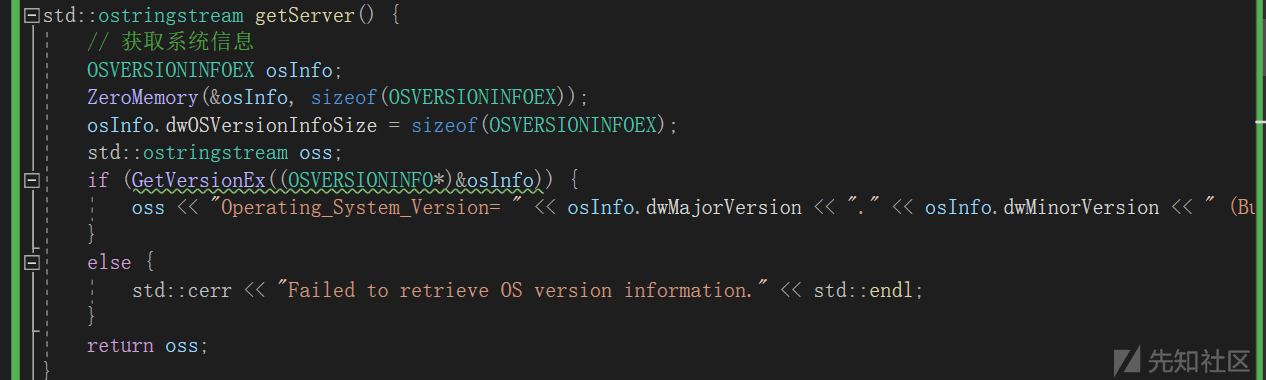 std::ostringstream getServer() {
// 获取系统信息
OSVERSIONINFOEX osInfo;
ZeroMemory(&osInfo, sizeof(OSVERSIONINFOEX));
osInfo.dwOSVersionInfoSize = sizeof(OSVERSIONINFOEX);
std::ostringstream oss;
if (GetVersionEx((OSVERSIONINFO*)&osInfo)) {
oss << "Operating_System_Version= " << osInfo.dwMajorVersion << "." << osInfo.dwMinorVersion << " (Bu
}
else {
std::cerr << "Failed to retrieve OS version information." << std::endl;
}
return oss;
}
先知社区